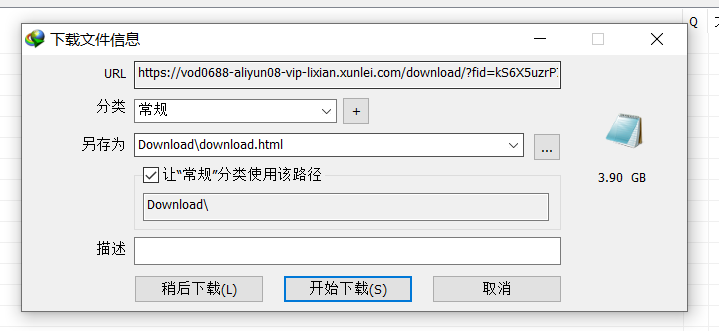 Q
下载文件信息
URL https://vod0688-aliyun08-vip-lixian.xunlei.com/download/?fid=kS6X5uzrP
分类 常规 +
另存为 Download\download.html ...
让“常规”分类使用该路径
3.90 GB
Download\
描述
稍后下载(L) 开始下载(S) 取消